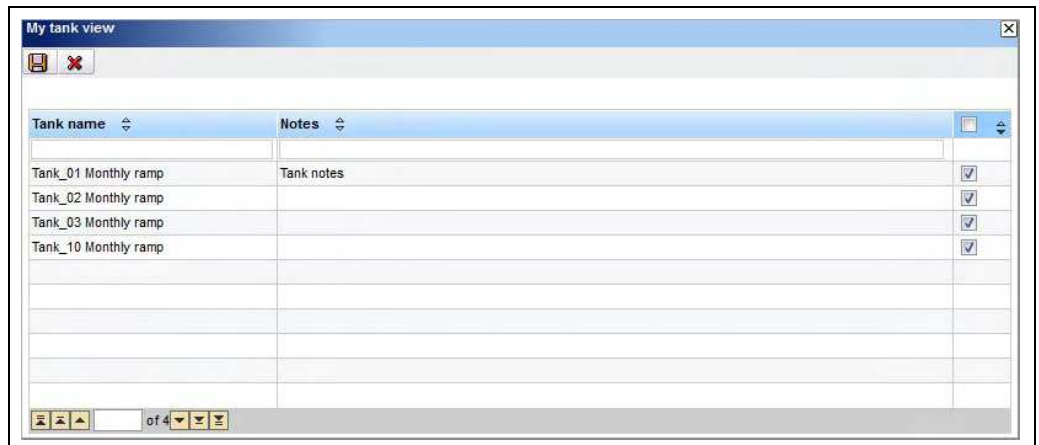 My tank view
Tank name Notes
Tank_01 Monthly ramp Tank notes
Tank_02 Monthly ramp
Tank_03 Monthly ramp
Tank_10 Monthly ramp
of 4